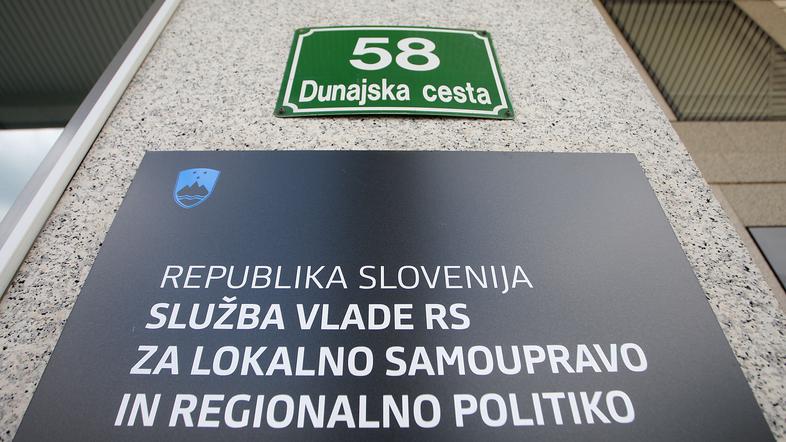 58
Dunajska cesta
REPUBLIKA SLOVENIJA
SLUŽBA VLADE RS
ZA LOKALNO SAMOUPRAVO
IN REGIONALNO POLITIKO